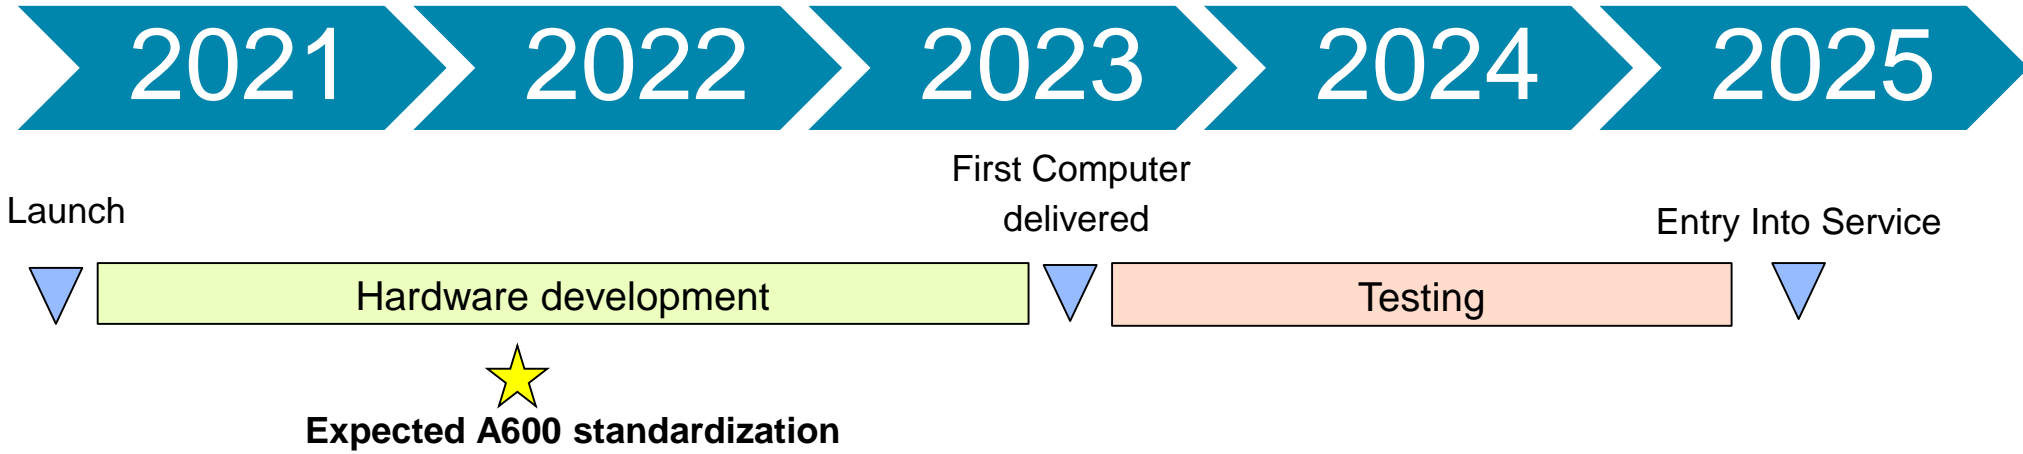 2021 2022 2023 2024 2025
First Computer
delivered
Launch
Entry Into Service
Hardware development
Testing
Expected A600 standardization